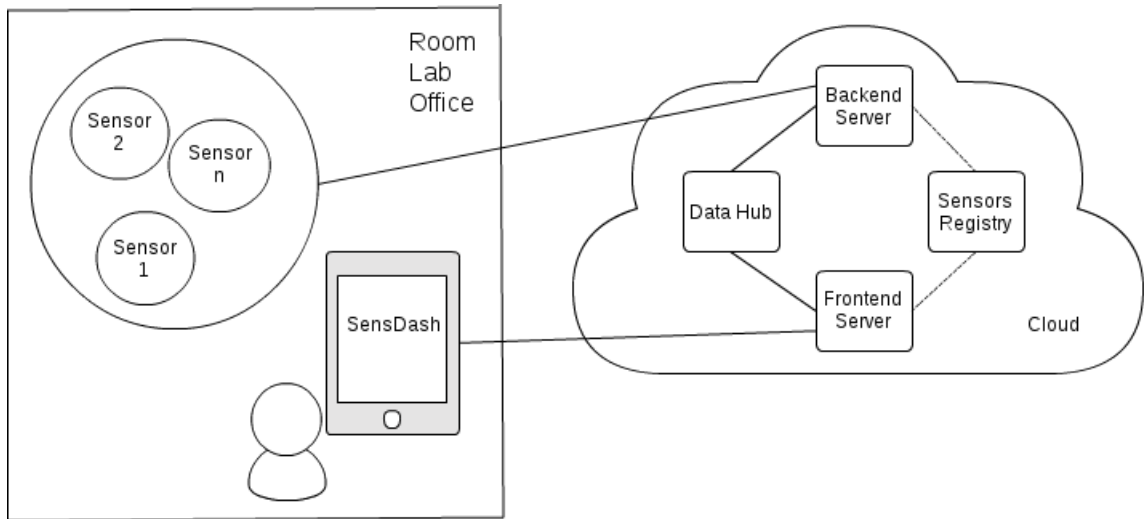 Room
Lab
Office
Sensor
2
Sensor
n
Sensor
1
SensDash
Backend
Server
Data Hub
Sensors
Registry
Frontend
Server
Cloud